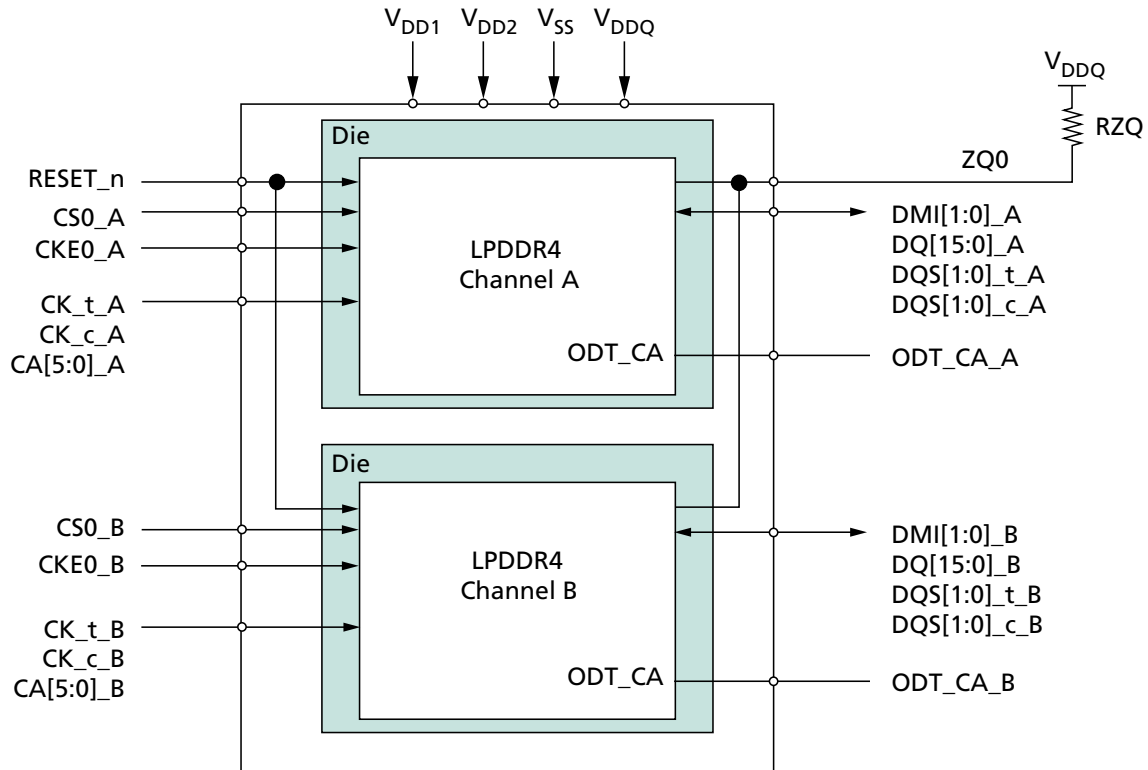 VDD1 VDD2 VSS VDDQ
VDDQ
RZQ
Die
RESET_n
ZQ0
CS0_A
DMI[1:0]_A
CKE0_A
DQ[15:0]_A
LPDDR4
Channel A
DQS[1:0]_t_A
CK_t_A
DQS[1:0]_c_A
CK_c_A
CA[5:0]_A
ODT_CA
ODT_CA_A
Die
CS0_B
DMI[1:0]_B
CKE0_B
DQ[15:0]_B
LPDDR4
Channel B
DQS[1:0]_t_B
CK_t_B
DQS[1:0]_c_B
CK_c_B
CA[5:0]_B
ODT_CA
ODT_CA_B